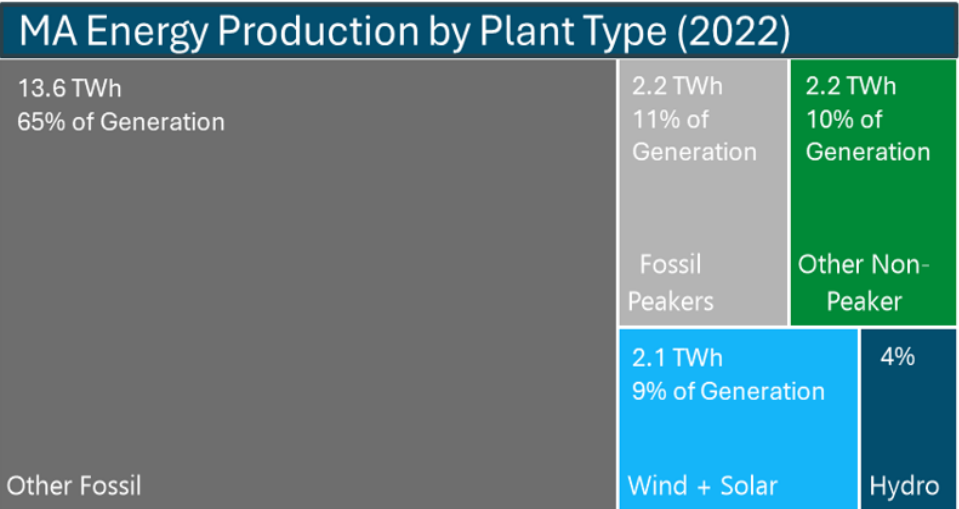 MA Energy Production by Plant Type (2022)
13.6 TWh
65% of Generation
Other Fossil
2.2 TWh
11% of
Generation
Fossil
Peakers
2.2 TWh
10% of
Generation
Other Non-
Peaker
2.1 TWh
9% of Generation
Wind + Solar
4%
Hydro